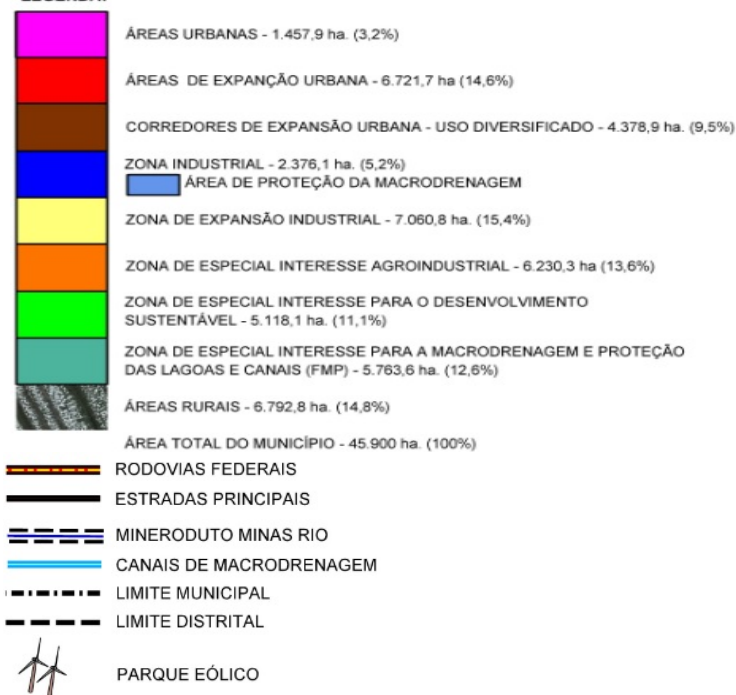 ÁREAS URBANAS - 1.457,9 ha. (3,2%)
ÁREAS DE EXPANÇÃO URBANA - 6.721,7 ha (14,6%)
CORREDORES DE EXPANSÃO URBANA - USO DIVERSIFICADO - 4.378,9 ha. (9,5%)
ZONA INDUSTRIAL - 2.376,1 ha. (5,2%)
ÁREA DE PROTEÇÃO DA MACRODRENAGEM
ZONA DE EXPANSÃO INDUSTRIAL - 7.060,8 ha. (15,4%)
ZONA DE ESPECIAL INTERESSE AGROINDUSTRIAL - 6.230,3 ha (13,6%)
ZONA DE ESPECIAL INTERESSE PARA O DESENVOLVIMENTO
SUSTENTÁVEL - 5.118,1 ha. (11,1%)
ZONA DE ESPECIAL INTERESSE PARA A MACRODRENAGEM E PROTEÇÃO
DAS LAGOAS E CANAIS (FMP) - 5.763,6 ha. (12,6%)
ÁREAS RURAIS - 6.792,8 ha. (14,8%)
ÁREA TOTAL DO MUNICÍPIO - 45.900 ha. (100%)
RODOVIAS FEDERAIS
ESTRADAS PRINCIPAIS
MINERODUTO MINAS RIO
CANAIS DE MACRODRENAGEM
LIMITE MUNICIPAL
LIMITE DISTRITAL
PARQUE EÓLICO